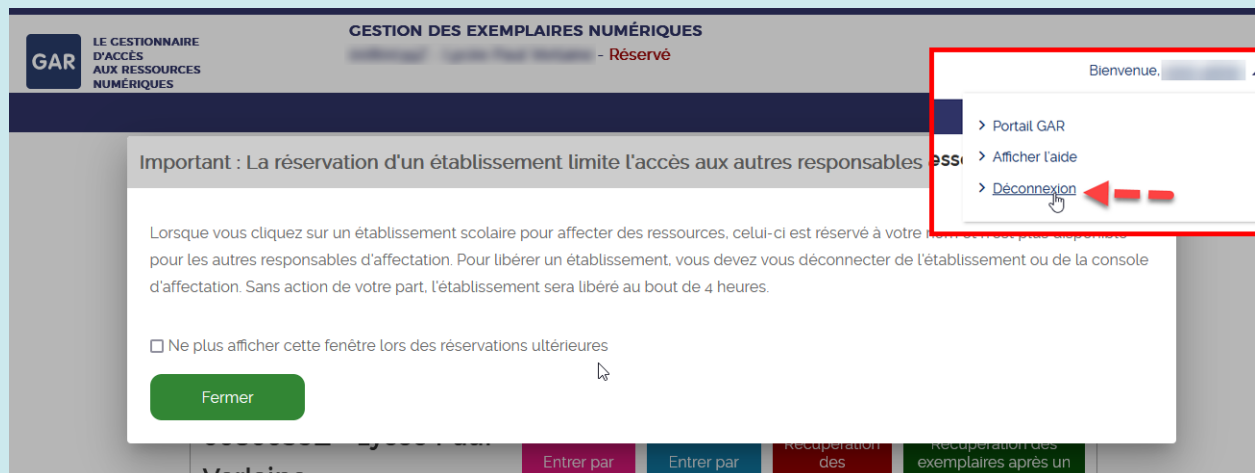 GAR
LE GESTIONNAIRE
D'ACCÈS
AUX RESSOURCES
NUMÉRIQUES
GESTION DES EXEMPLAIRES NUMÉRIQUES
- Réservé
Bienvenue,
> Portail GAR
> Afficher l'aide
> Déconnexion
Important : La réservation d'un établissement limite l'accès aux autres responsables
Lorsque vous cliquez sur un établissement scolaire pour affecter des ressources, celui-ci est réservé à votre nom et n'est plus disponible
pour les autres responsables d'affectation. Pour libérer un établissement, vous devez vous déconnecter de l'établissement ou de la console
d'affectation. Sans action de votre part, l'établissement sera libéré au bout de 4 heures.
Ne plus afficher cette fenêtre lors des réservations ultérieures
Fermer
Entrer par
Entrer par
Récupération
des
Récupération des
exemplaires après un